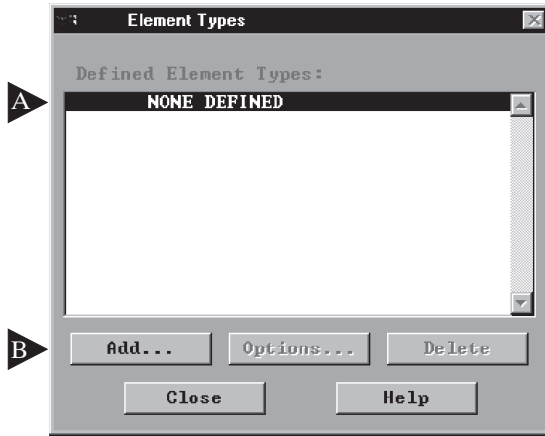 Element Types
Defined Element Types:
A
NONE DEFINED
B
Add... Options... Delete
Close Help